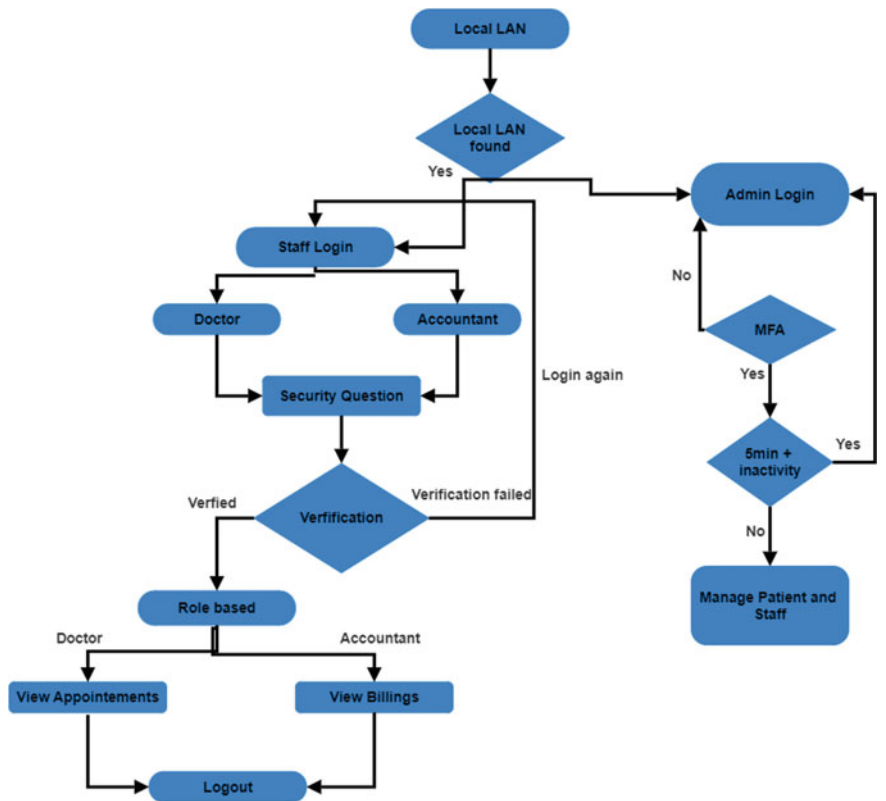 Local LAN
Local LAN
found
Yes
Admin Login
Staff Login
No
Doctor
Accountant
MFA
Login again
Yes
Security Question
5min +
inactivity
Yes
Verfied
Verification failed
Verfification
No
Role based
Manage Patient and
Staff
Doctor
Accountant
View Appointements
View Billings
Logout